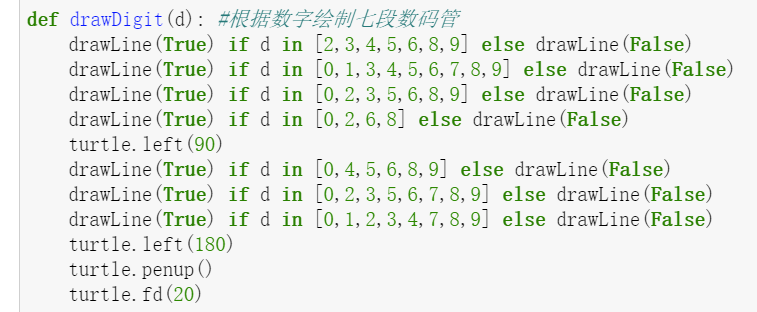 def drawDigit(d): #根据数字绘制七段数码管
    drawLine(True) if d in [2,3,4,5,6,8,9] else drawLine(False)
    drawLine(True) if d in [0,1,3,4,5,6,7,8,9] else drawLine(False)
    drawLine(True) if d in [0,2,3,5,6,8,9] else drawLine(False)
    drawLine(True) if d in [0,2,6,8] else drawLine(False)
    turtle.left(90)
    drawLine(True) if d in [0,4,5,6,8,9] else drawLine(False)
    drawLine(True) if d in [0,2,3,5,6,7,8,9] else drawLine(False)
    drawLine(True) if d in [0,1,2,3,4,7,8,9] else drawLine(False)
    turtle.left(180)
    turtle.penup()
    turtle.fd(20)